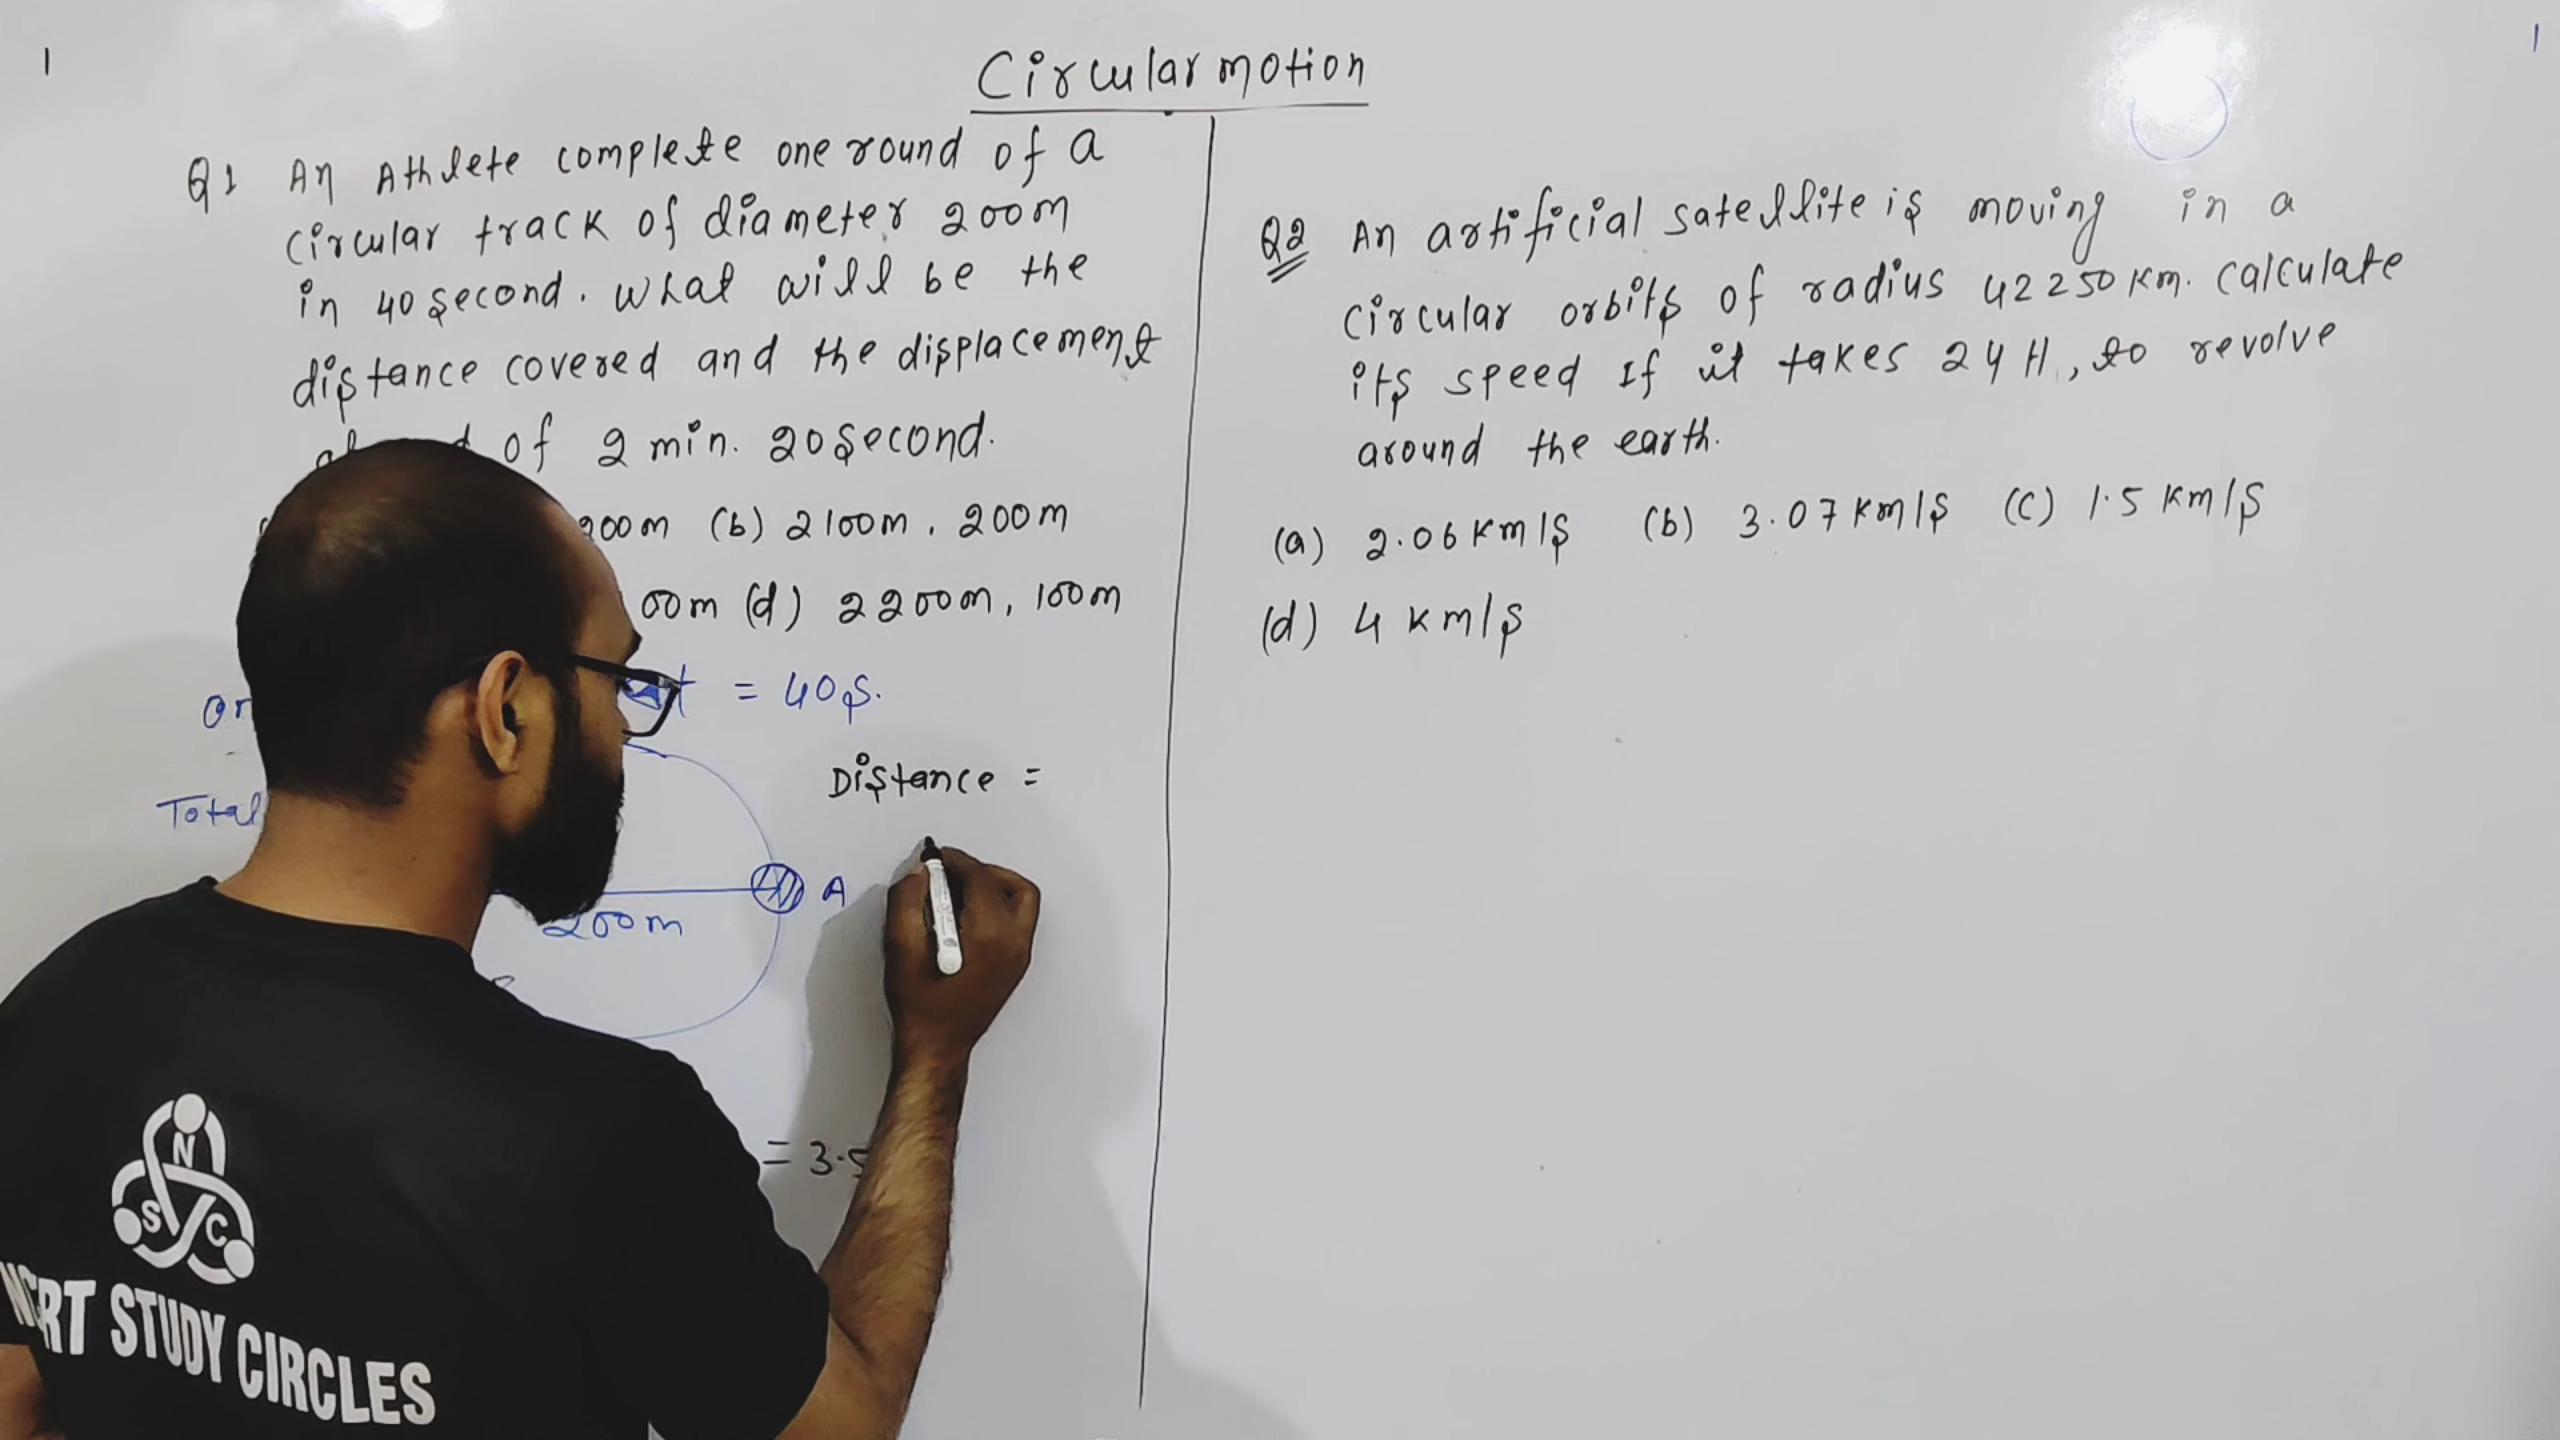 Circular motion
Q1 An Athlete complete one round of a
circular track of diameter 200m
in 40 second. What will be the
distance covered and the displacement
of 2 min. 20 second.
200m (b) 2100m, 200m
00m (d) 2200m, 100m
t = 40s.
Distance =
Total
A
200m
= 3.5
Q2 An artificial satellite is moving in a
circular orbits of radius 42250 km. Calculate
its speed If it takes 24 H, to revolve
around the earth.
(a) 2.06 km/s (b) 3.07 km/s (c) 1.5 km/s
(d) 4 km/s
N
S C
NCRT STUDY CIRCLES